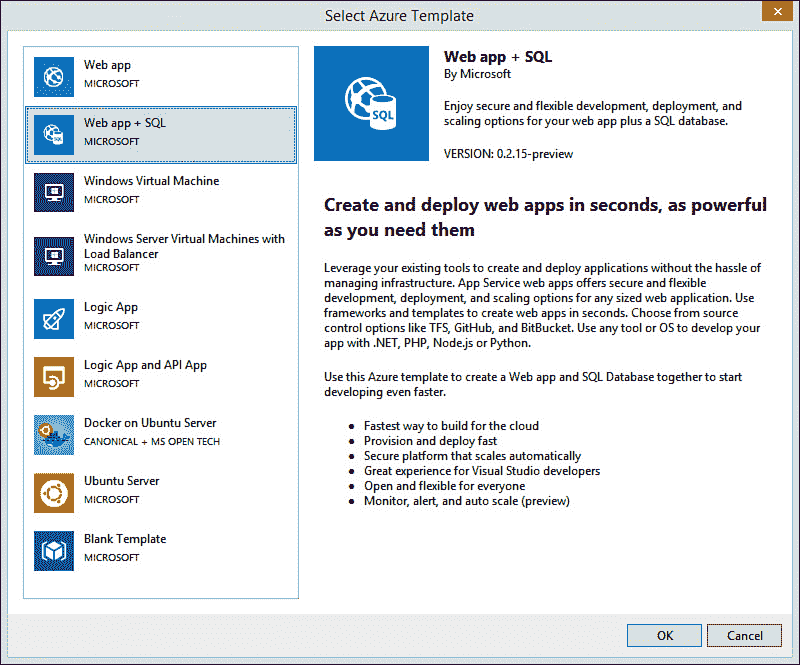 Select Azure Template
Web app
MICROSOFT
Web app + SQL
MICROSOFT
Windows Virtual Machine
MICROSOFT
Windows Server Virtual Machines with
Load Balancer
MICROSOFT
Logic App
MICROSOFT
Logic App and API App
MICROSOFT
Docker on Ubuntu Server
CANONICAL + MS OPEN TECH
Ubuntu Server
MICROSOFT
Blank Template
MICROSOFT
SQL
Web app + SQL
By Microsoft
Enjoy secure and flexible development, deployment, and
scaling options for your web app plus a SQL database.
VERSION: 0.2.15-preview
Create and deploy web apps in seconds, as powerful
as you need them
Leverage your existing tools to create and deploy applications without the hassle of
managing infrastructure. App Service web apps offers secure and flexible
development, deployment, and scaling options for any sized web application. Use
frameworks and templates to create web apps in seconds. Choose from source
control options like TFS, GitHub, and BitBucket. Use any tool or OS to develop your
app with .NET, PHP, Node.js or Python.
Use this Azure template to create a Web app and SQL Database together to start
developing even faster.
• Fastest way to build for the cloud
• Provision and deploy fast
• Secure platform that scales automatically
• Great experience for Visual Studio developers
• Open and flexible for everyone
• Monitor, alert, and auto scale (preview)
OK
Cancel